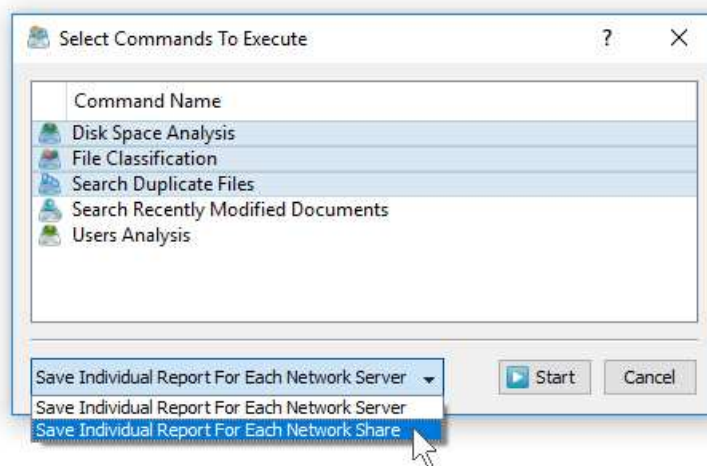 Select Commands To Execute ?
Command Name
Disk Space Analysis
File Classification
Search Duplicate Files
Search Recently Modified Documents
Users Analysis
Save Individual Report For Each Network Server Start Cancel
Save Individual Report For Each Network Server
Save Individual Report For Each Network Share